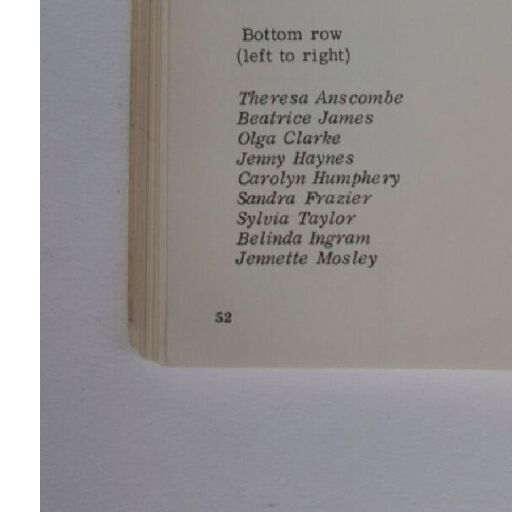 Bottom row
(left to right)
Theresa Anscombe
Beatrice James
Olga Clarke
Jenny Haynes
Carolyn Humphery
Sandra Frazier
Sylvia Taylor
Belinda Ingram
Jennette Mosley
52